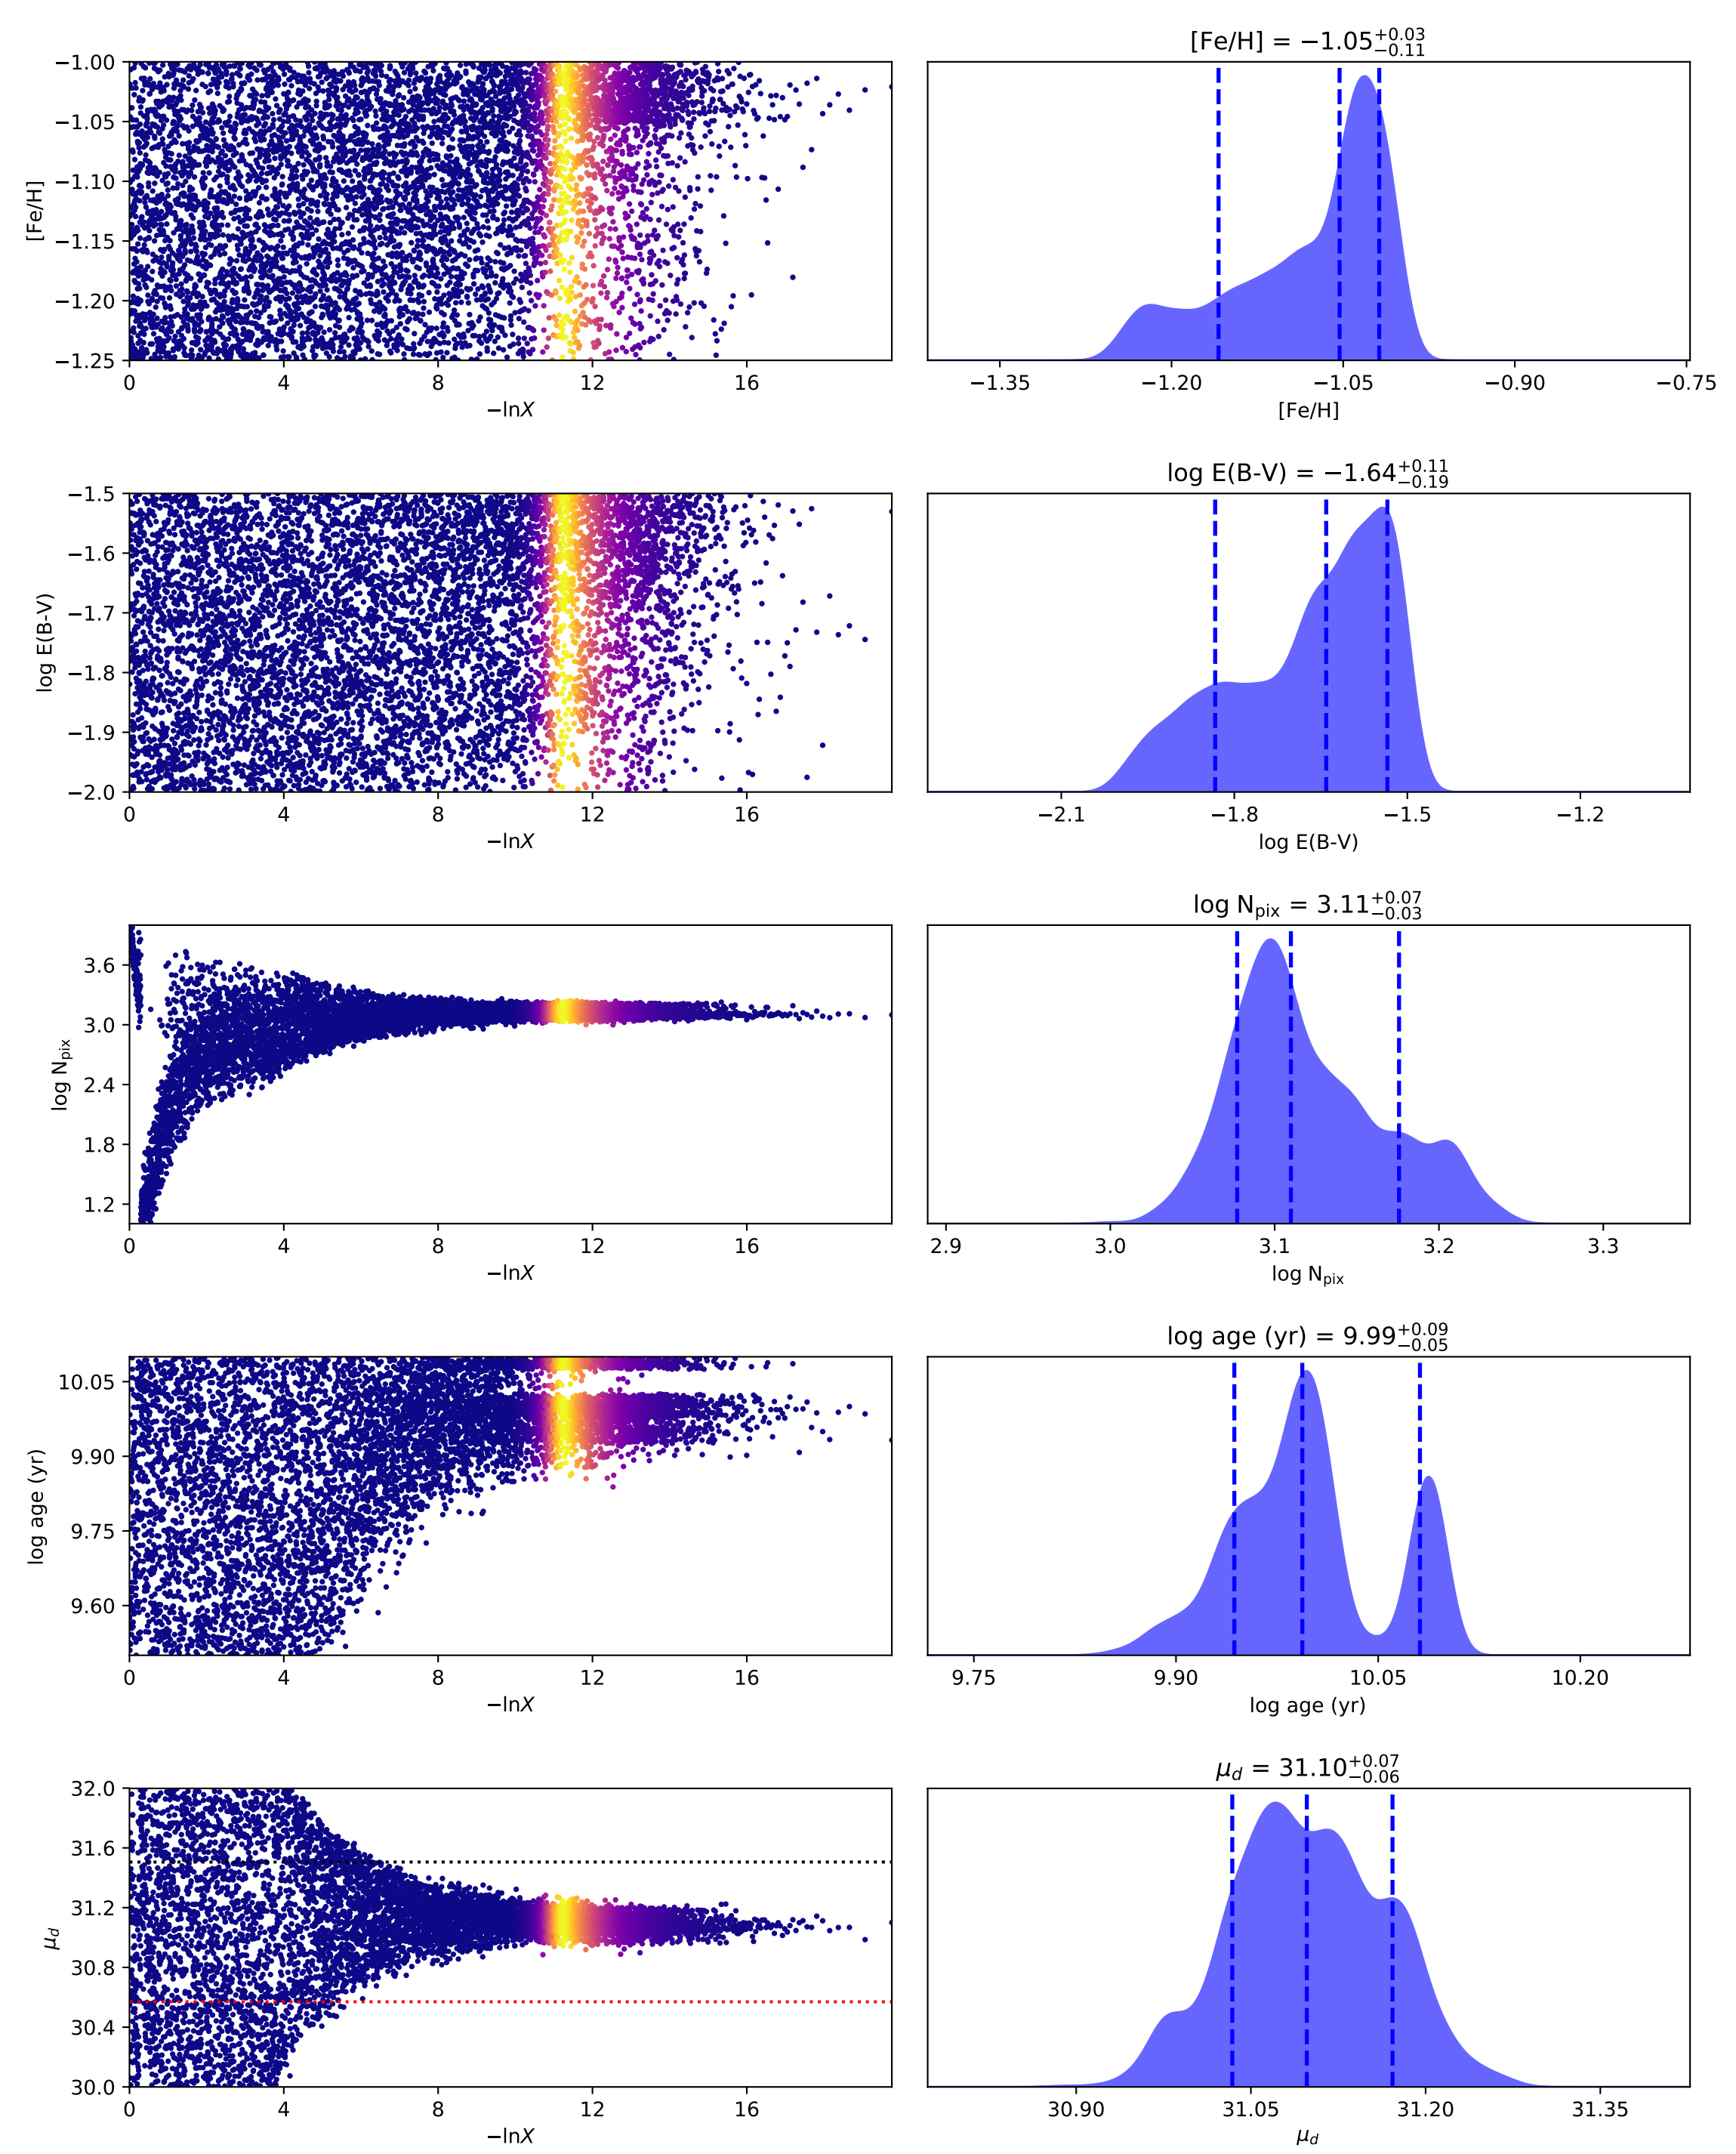 [Fe/H] = −1.05 +0.03 −0.11
−1.00
−1.05
−1.10
−1.15
−1.20
−1.25
[Fe/H]
0 4 8 12 16
−lnX
−1.35 −1.20 −1.05 −0.90 −0.75
[Fe/H]
log E(B-V) = −1.64 +0.11 −0.19
−1.5
−1.6
−1.7
−1.8
−1.9
−2.0
log E(B-V)
0 4 8 12 16
−lnX
−2.1 −1.8 −1.5 −1.2
log E(B-V)
log Npix = 3.11 +0.07 −0.03
3.6
3.0
2.4
1.8
1.2
log Npix
0 4 8 12 16
−lnX
2.9 3.0 3.1 3.2 3.3
log Npix
log age (yr) = 9.99 +0.09 −0.05
10.05
9.90
9.75
9.60
log age (yr)
0 4 8 12 16
−lnX
9.75 9.90 10.05 10.20
log age (yr)
μd = 31.10 +0.07 −0.06
32.0
31.6
31.2
30.8
30.4
30.0
μd
0 4 8 12 16
−lnX
30.90 31.05 31.20 31.35
μd